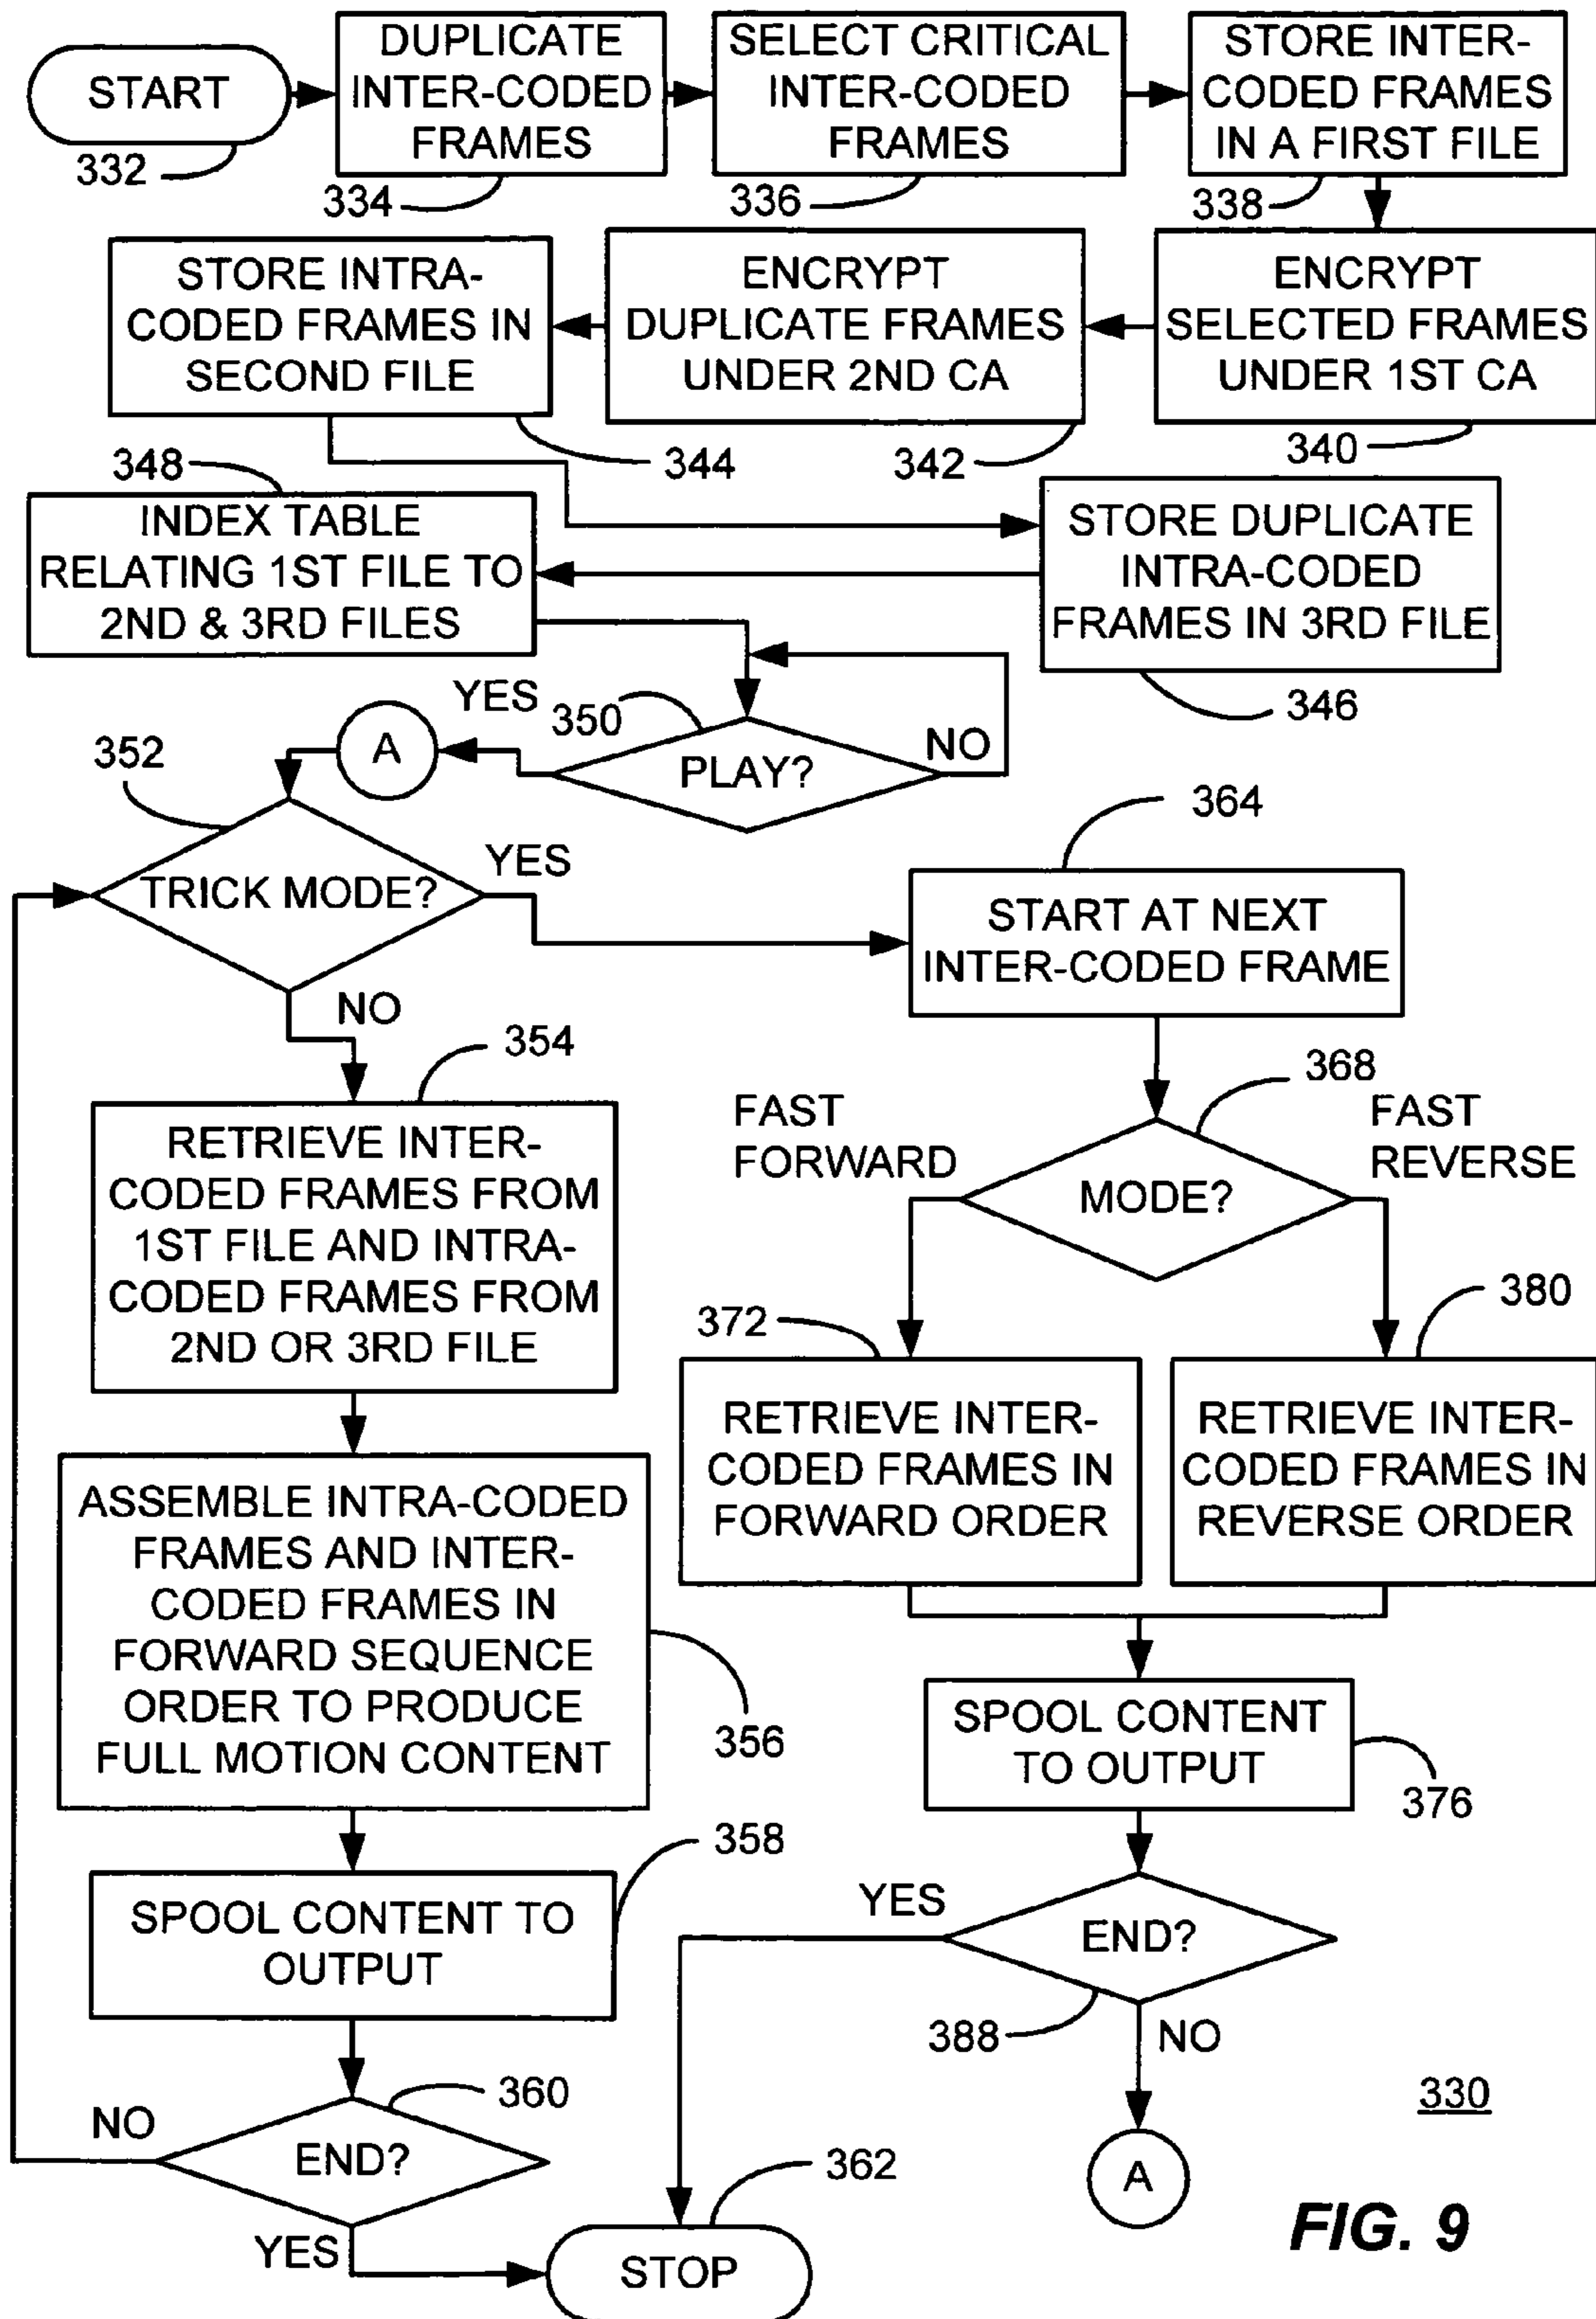 START
332
DUPLICATE
INTER-CODED
FRAMES
334
SELECT CRITICAL
INTER-CODED
FRAMES
336
STORE INTER-
CODED FRAMES
IN A FIRST FILE
338
ENCRYPT
SELECTED FRAMES
UNDER 1ST CA
340
ENCRYPT
DUPLICATE FRAMES
UNDER 2ND CA
342
STORE INTRA-
CODED FRAMES IN
SECOND FILE
344
STORE DUPLICATE
INTRA-CODED
FRAMES IN 3RD FILE
346
348
INDEX TABLE
RELATING 1ST FILE TO
2ND & 3RD FILES
YES
350
NO
PLAY?
A
352
TRICK MODE?
YES
NO
354
RETRIEVE INTER-
CODED FRAMES FROM
1ST FILE AND INTRA-
CODED FRAMES FROM
2ND OR 3RD FILE
ASSEMBLE INTRA-CODED
FRAMES AND INTER-
CODED FRAMES IN
FORWARD SEQUENCE
ORDER TO PRODUCE
FULL MOTION CONTENT
356
358
SPOOL CONTENT TO
OUTPUT
360
NO
END?
YES
364
START AT NEXT
INTER-CODED FRAME
368
FAST
FORWARD
FAST
REVERSE
MODE?
372
RETRIEVE INTER-
CODED FRAMES IN
FORWARD ORDER
380
RETRIEVE INTER-
CODED FRAMES IN
REVERSE ORDER
SPOOL CONTENT
TO OUTPUT
376
YES
END?
388
NO
A
362
STOP
330
FIG. 9